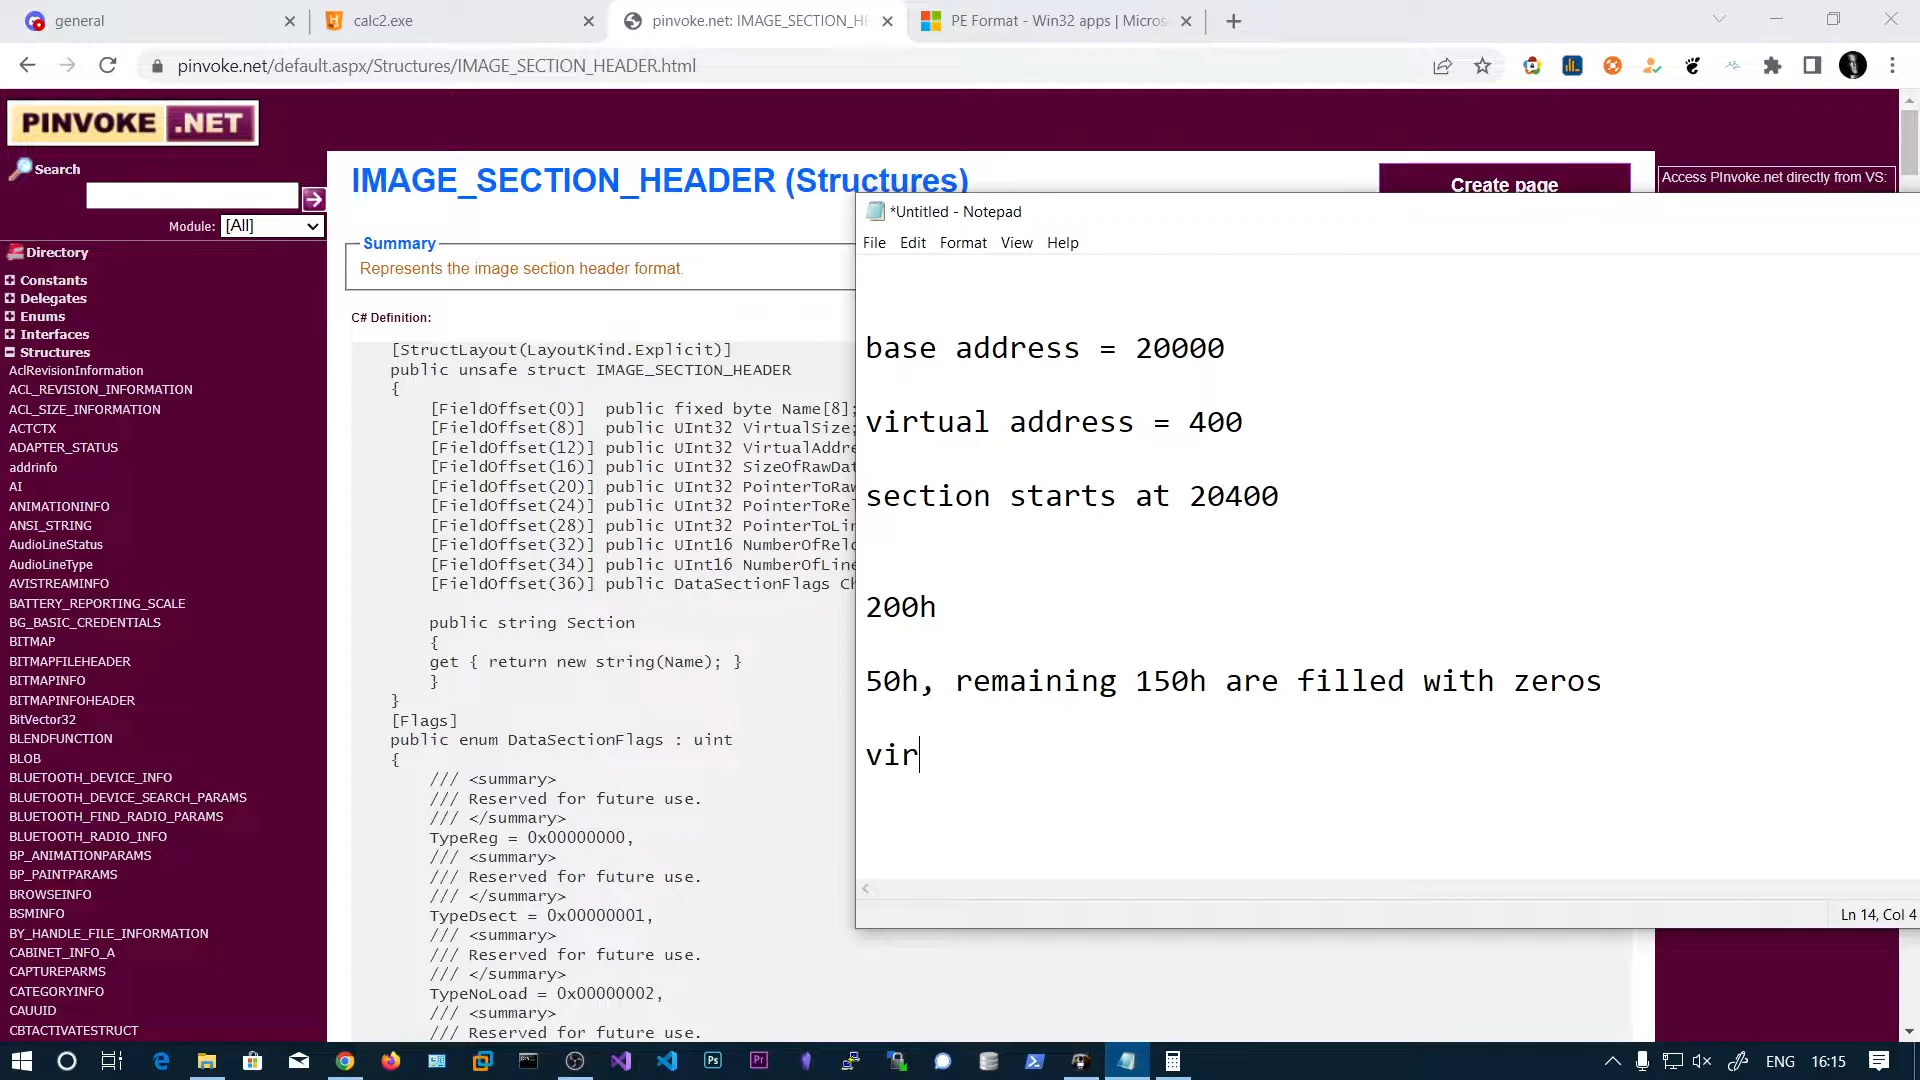 general
calc2.exe
pinvoke.net: IMAGE_SECTION_HE
PE Format - Win32 apps | Micros
pinvoke.net/default.aspx/Structures/IMAGE_SECTION_HEADER.html
PINVOKE .NET
Search
Module: [All]
Directory
Constants
Delegates
Enums
Interfaces
Structures
AclRevisionInformation
ACL_REVISION_INFORMATION
ACL_SIZE_INFORMATION
ACTCTX
ADAPTER_STATUS
addrinfo
AI
ANIMATIONINFO
ANSI_STRING
AudioLineStatus
AudioLineType
AVISTREAMINFO
BATTERY_REPORTING_SCALE
BG_BASIC_CREDENTIALS
BITMAP
BITMAPFILEHEADER
BITMAPINFO
BITMAPINFOHEADER
BitVector32
BLENDFUNCTION
BLOB
BLUETOOTH_DEVICE_INFO
BLUETOOTH_DEVICE_SEARCH_PARAMS
BLUETOOTH_FIND_RADIO_PARAMS
BLUETOOTH_RADIO_INFO
BP_ANIMATIONPARAMS
BP_PAINTPARAMS
BROWSEINFO
BSMINFO
BY_HANDLE_FILE_INFORMATION
CABINET_INFO_A
CAPTUREPARMS
CATEGORYINFO
CAUUID
CBTACTIVATESTRUCT
IMAGE_SECTION_HEADER (Structures)
Create page
Access PInvoke.net directly from VS:
Summary
Represents the image section header format.
C# Definition:
[StructLayout(LayoutKind.Explicit)]
public unsafe struct IMAGE_SECTION_HEADER
{
[FieldOffset(0)] public fixed byte Name[8];
[FieldOffset(8)] public UInt32 VirtualSize;
[FieldOffset(12)] public UInt32 VirtualAddre
[FieldOffset(16)] public UInt32 SizeOfRawDat
[FieldOffset(20)] public UInt32 PointerToRaw
[FieldOffset(24)] public UInt32 PointerToRel
[FieldOffset(28)] public UInt32 PointerToLin
[FieldOffset(32)] public UInt16 NumberOfRelo
[FieldOffset(34)] public UInt16 NumberOfLine
[FieldOffset(36)] public DataSectionFlags Ch
public string Section
{
get { return new string(Name); }
}
}
[Flags]
public enum DataSectionFlags : uint
{
/// <summary>
/// Reserved for future use.
/// </summary>
TypeReg = 0x00000000,
/// <summary>
/// Reserved for future use.
/// </summary>
TypeDsect = 0x00000001,
/// <summary>
/// Reserved for future use.
/// </summary>
TypeNoLoad = 0x00000002,
/// <summary>
/// Reserved for future use.
*Untitled - Notepad
File Edit Format View Help
base address = 20000
virtual address = 400
section starts at 20400
200h
50h, remaining 150h are filled with zeros
vir
Ln 14, Col 4
Ps
Pr
ENG
16:15